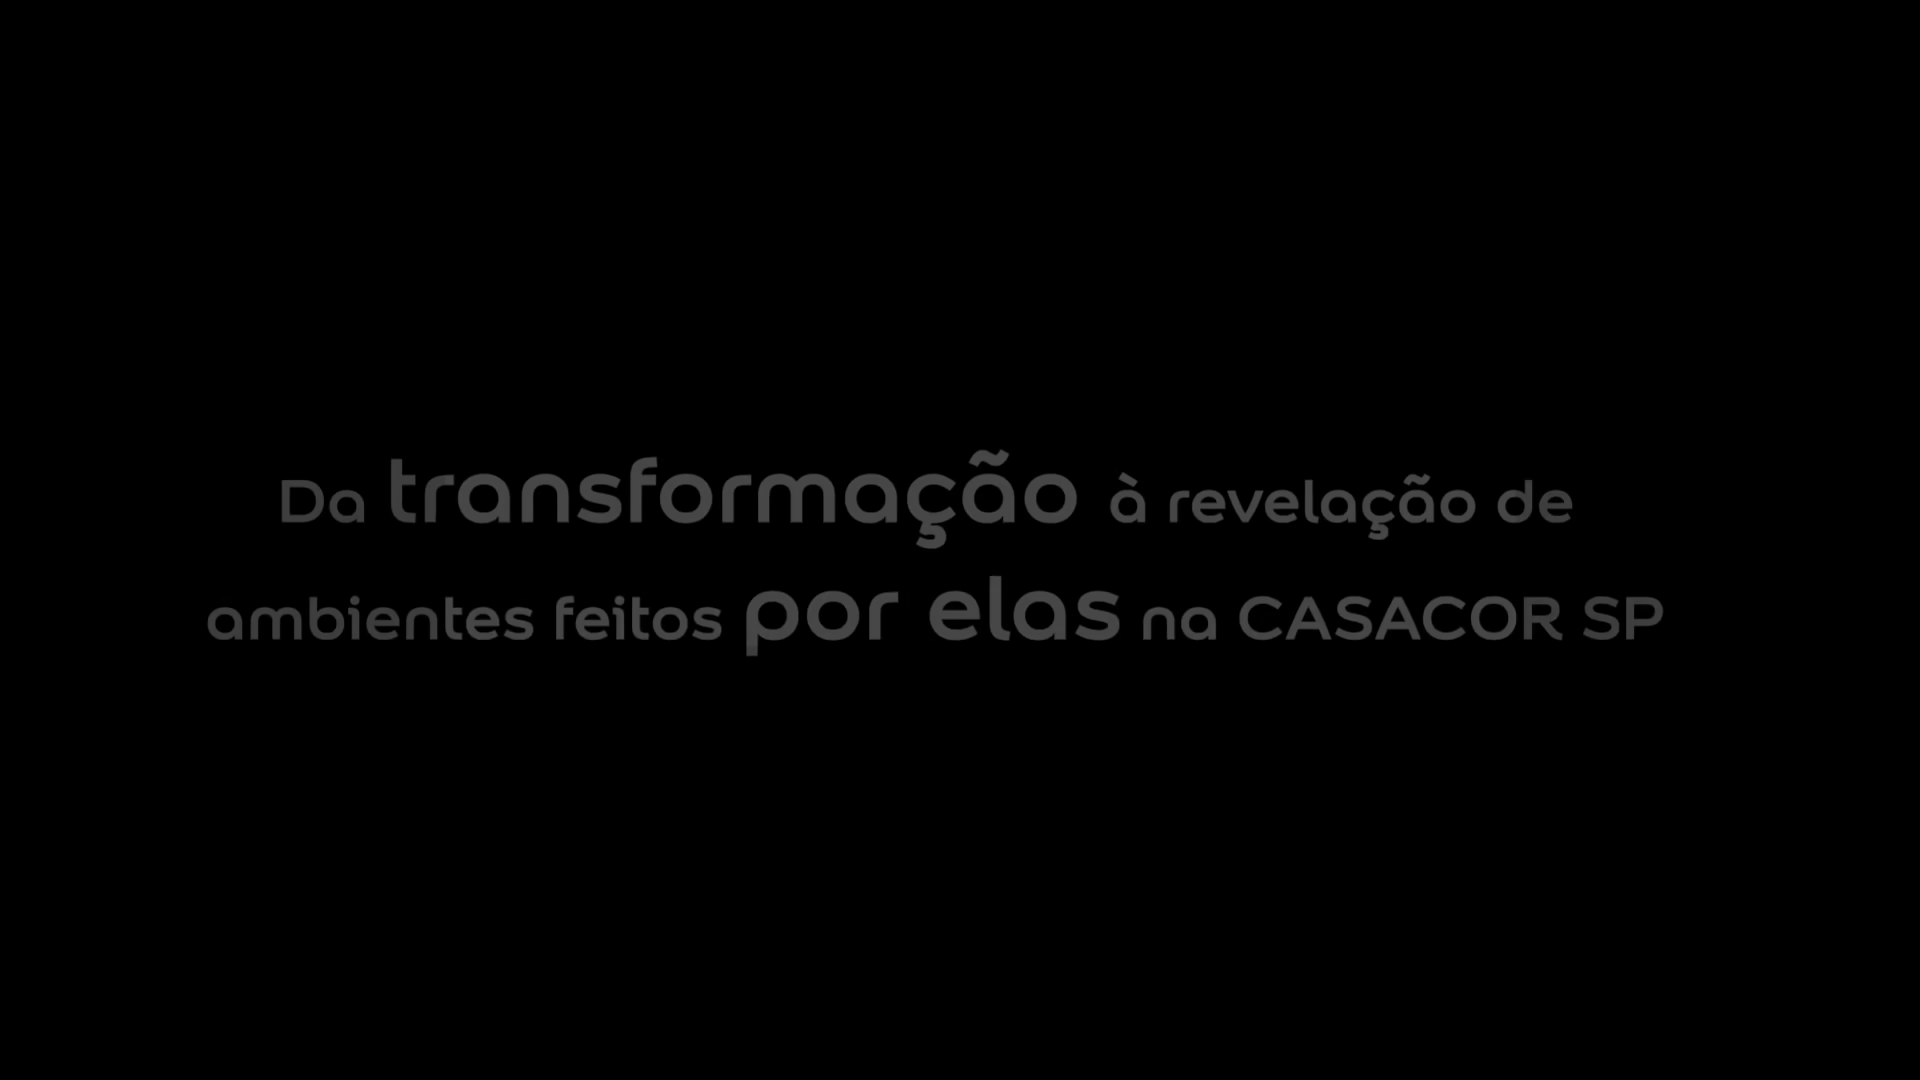 Da transformação à revelação de
ambientes feitos por elas na CASACOR SP